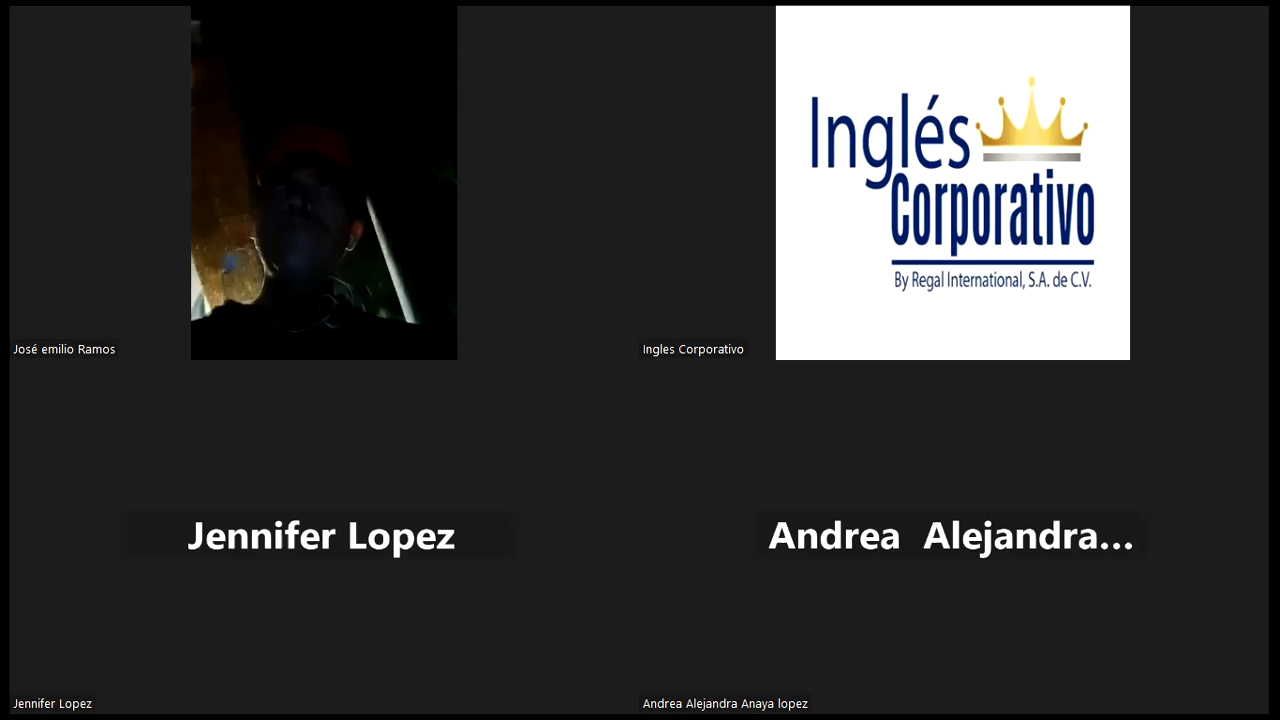 Inglés
Corporativo
By Regal International, S.A. de C.V.
José emilio Ramos
Ingles Corporativo
Jennifer Lopez
Andrea Alejandra...
Jennifer Lopez
Andrea Alejandra Anaya lopez